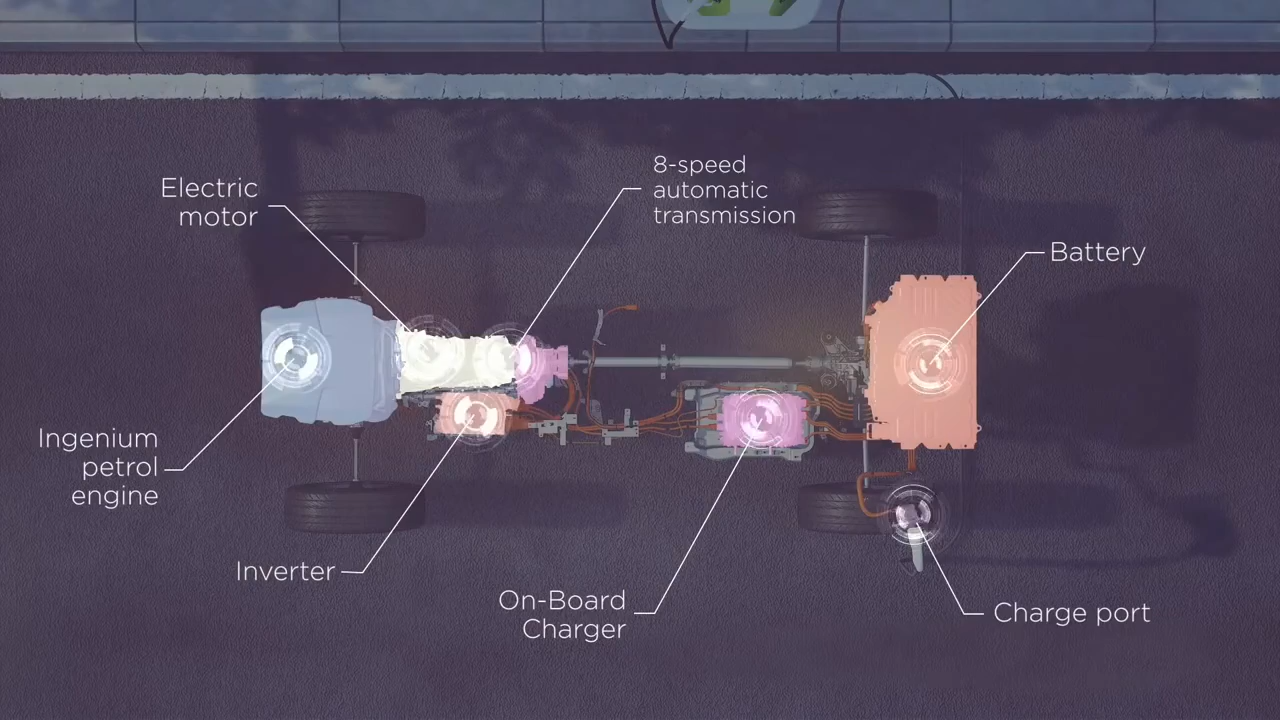 8-speed
automatic
transmission
Electric
motor
Battery
Ingenium
petrol
engine
Inverter
On-Board
Charger
Charge port